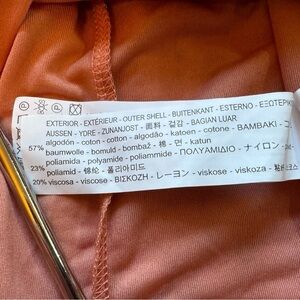 EXTERIOR - EXTÉRIEUR - OUTER SHELL - BUITENKANT - ESTERNO - ΕΞΩΤΕΡΙΚ
AUSSEN - YDRE - ZUNANJOST - 面料 - 겉감 - BAGIAN LUAR
algodón - coton - cotton - algodão - katoen - cotone - BAMBAKI -
57% baumwolle - bomuld - bombaž - 棉 - 면 - katun
poliamida - polyamide - poliammide - ΠΟΛΥΑΜΙΔΙΟ - ナイロン -
23% poliamid - 锦纶 - 폴리아미드
20% viscosa - viscose - ΒΙΣΚΟΖΗ - レーヨン - viskose - viskoza -